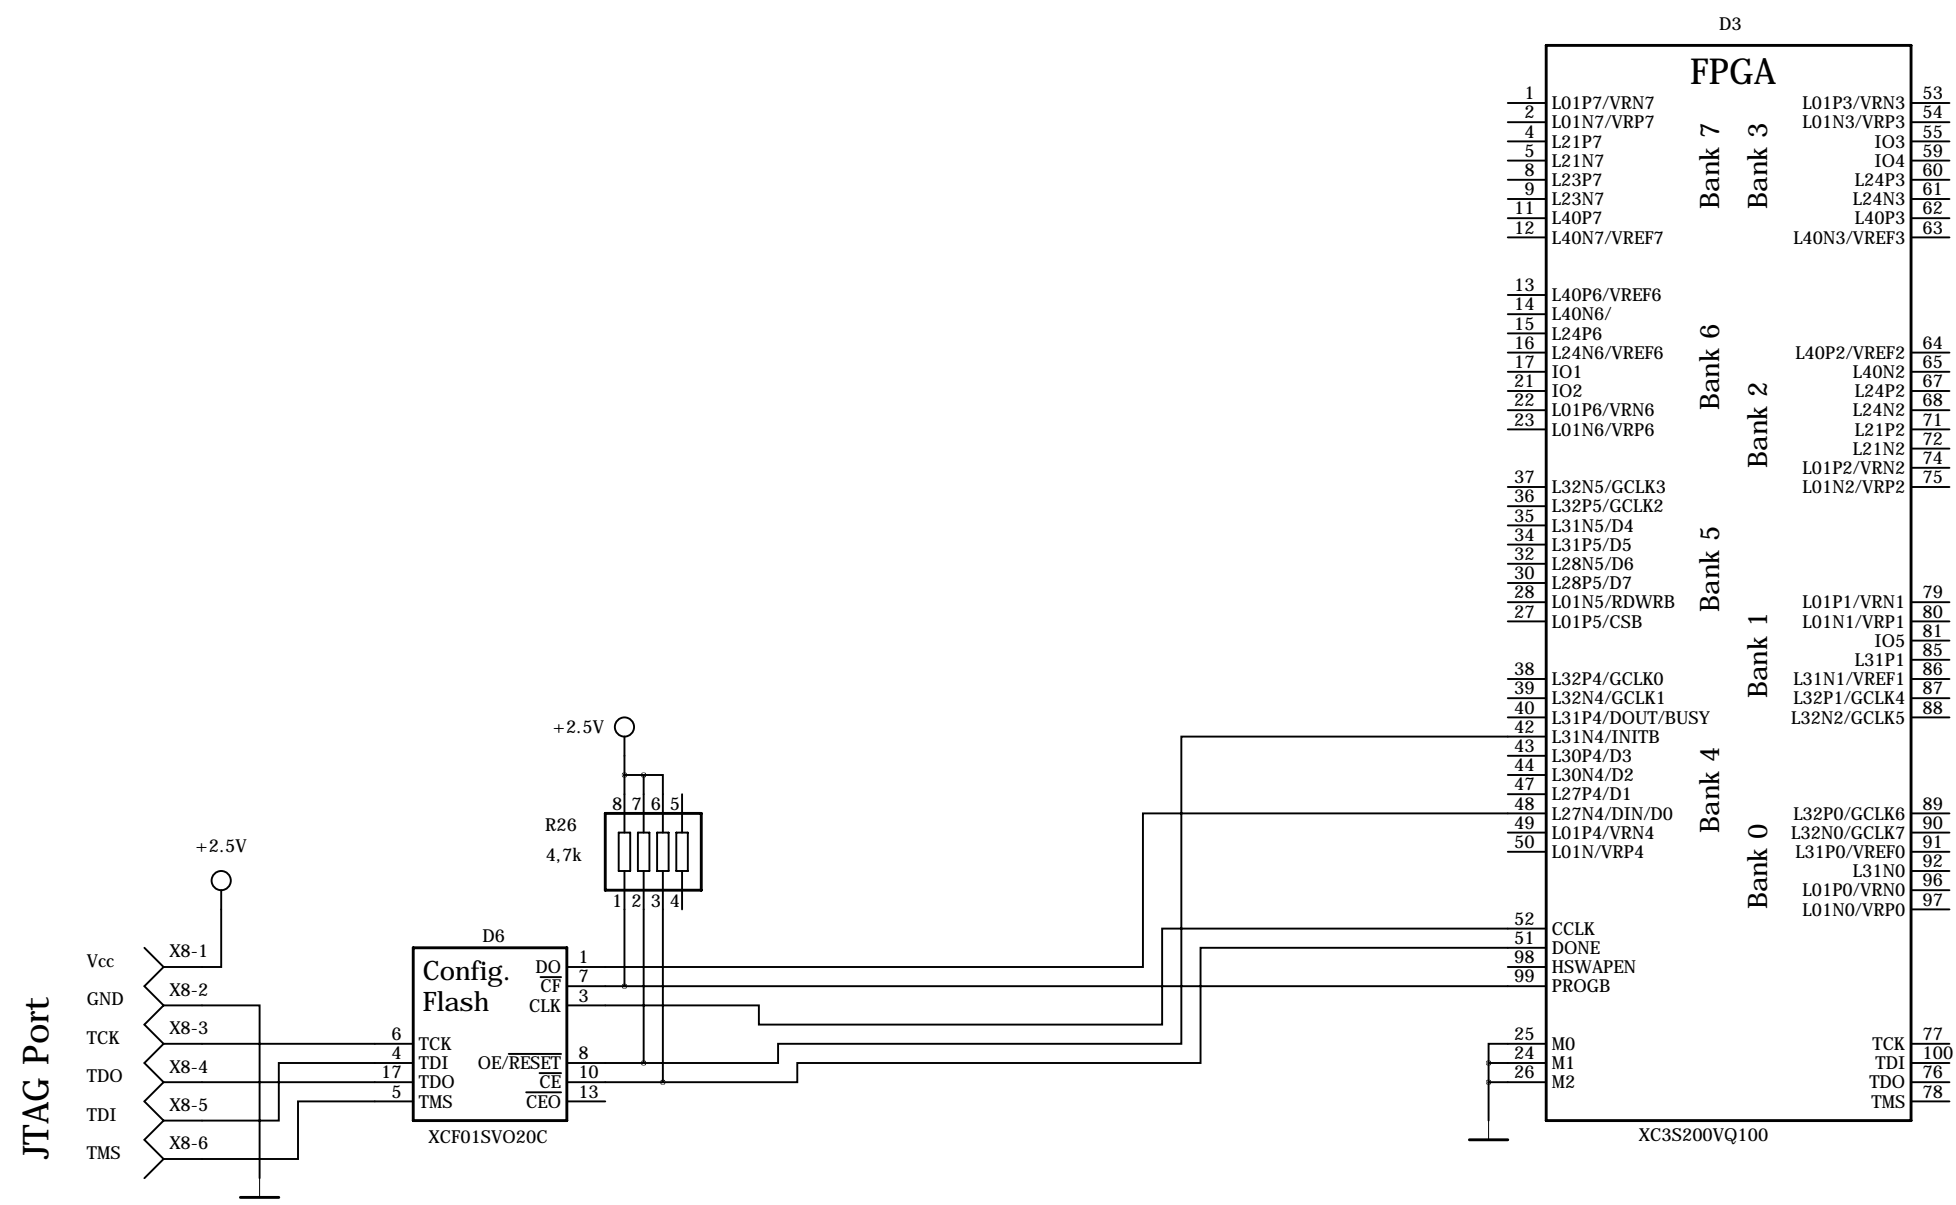 D3
FPGA
1 L01P7/VRN7
2 L01N7/VRP7
4 L21P7
5 L21N7
8 L23P7
9 L23N7
11 L40P7
12 L40N7/VREF7
Bank 7
Bank 3
L01P3/VRN3 53
L01N3/VRP3 54
IO3 55
IO4 59
L24P3 60
L24N3 61
L40P3 62
L40N3/VREF3 63
13 L40P6/VREF6
14 L40N6/
15 L24P6
16 L24N6/VREF6
17 IO1
21 IO2
22 L01P6/VRN6
23 L01N6/VRP6
Bank 6
Bank 2
L40P2/VREF2 64
L40N2 65
L24P2 67
L24N2 68
L21P2 71
L21N2 72
L01P2/VRN2 74
L01N2/VRP2 75
37 L32N5/GCLK3
36 L32P5/GCLK2
35 L31N5/D4
34 L31P5/D5
32 L28N5/D6
30 L28P5/D7
28 L01N5/RDWRB
27 L01P5/CSB
Bank 5
Bank 1
L01P1/VRN1 79
L01N1/VRP1 80
IO5 81
L31P1 85
L31N1/VREF1 86
L32P1/GCLK4 87
L32N2/GCLK5 88
38 L32P4/GCLK0
39 L32N4/GCLK1
40 L31P4/DOUT/BUSY
42 L31N4/INITB
43 L30P4/D3
44 L30N4/D2
47 L27P4/D1
48 L27N4/DIN/D0
49 L01P4/VRN4
50 L01N/VRP4
Bank 4
Bank 0
L32P0/GCLK6 89
L32N0/GCLK7 90
L31P0/VREF0 91
L31N0 92
L01P0/VRN0 96
L01N0/VRP0 97
52 CCLK
51 DONE
98 HSWAPEN
99 PROGB
25 M0
24 M1
26 M2
TCK 77
TDI 100
TDO 76
TMS 78
XC3S200VQ100
+2.5V
8 7 6 5
R26
4,7k
1 2 3 4
+2.5V
JTAG Port
Vcc X8-1
GND X8-2
TCK X8-3
TDO X8-4
TDI X8-5
TMS X8-6
D6
Config.
Flash
6 TCK
4 TDI
17 TDO
5 TMS
DO 1
CF 7
CLK 3
OE/RESET 8
CE 10
CEO 13
XCF01SVO20C